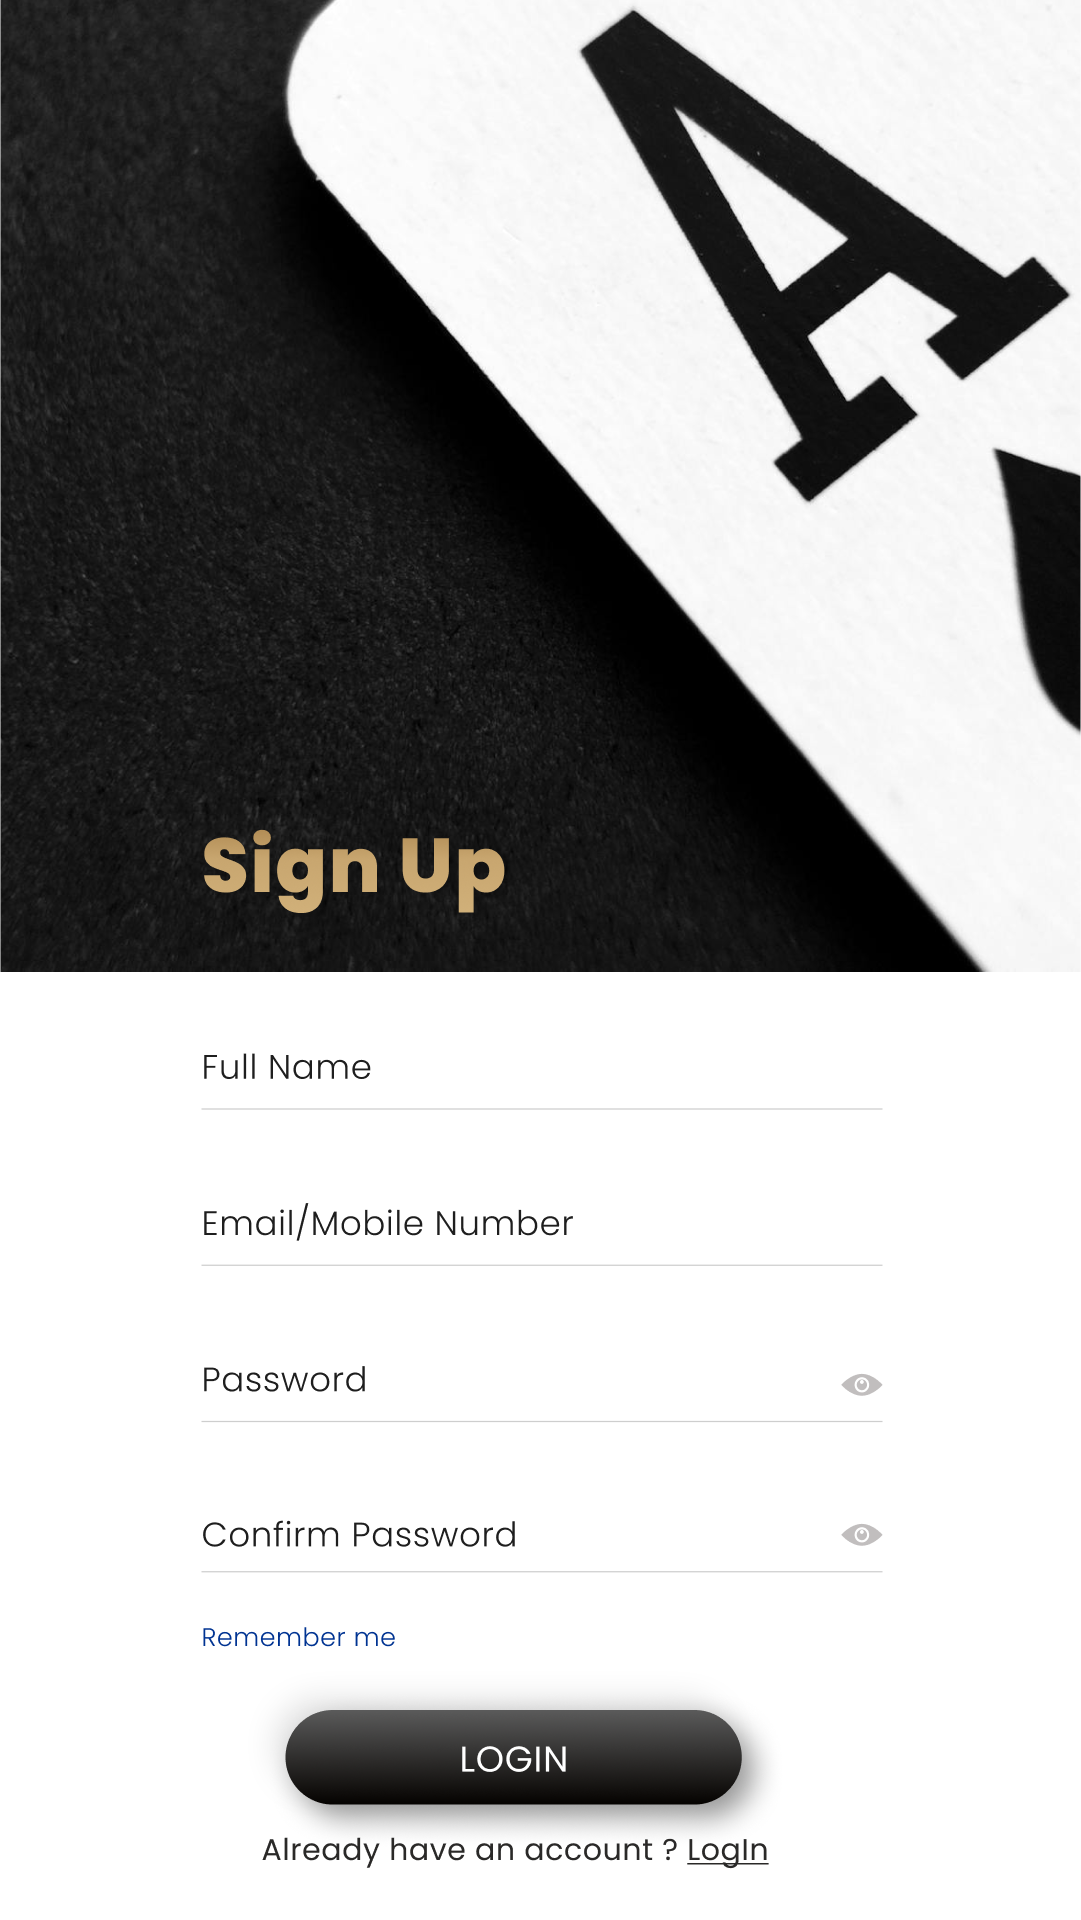 A
Sign Up
Full Name
Email/Mobile Number
Password
Confirm Password
Remember me
LOGIN
Already have an account ? LogIn